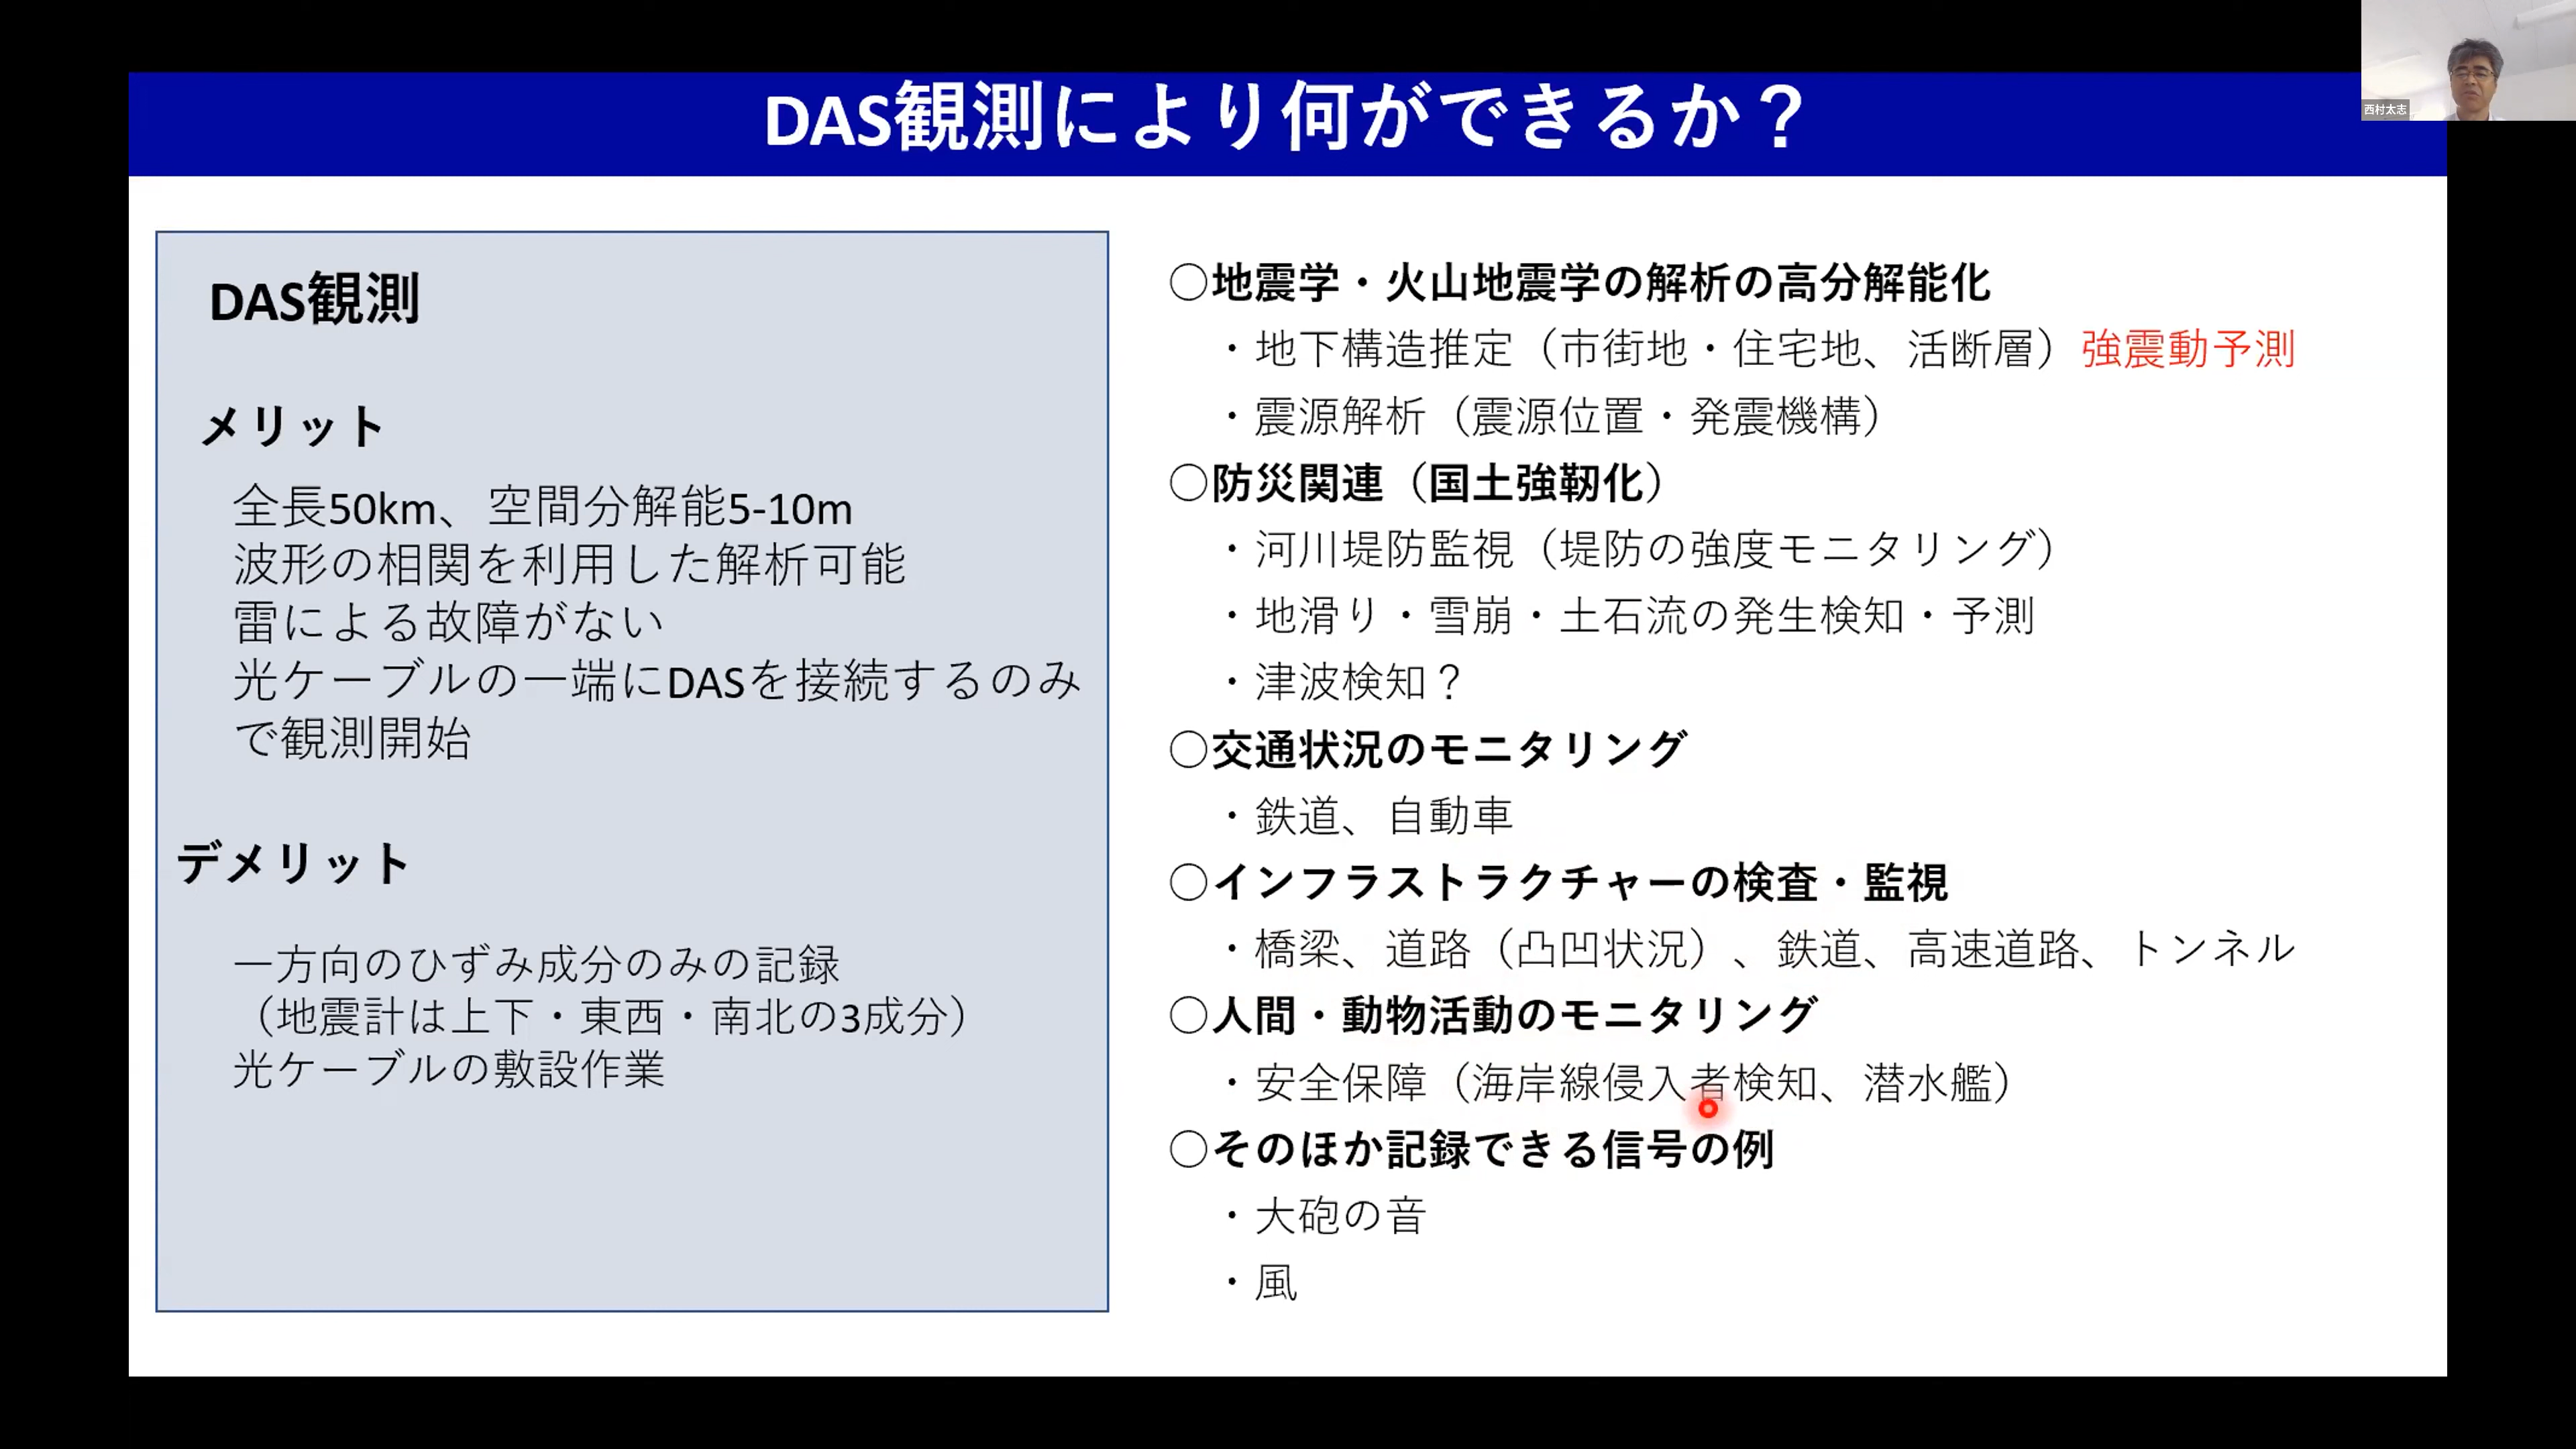 DAS観測により何ができるか？
西村太志
DAS観測
メリット
全長50km、空間分解能5-10m
波形の相関を利用した解析可能
雷による故障がない
光ケーブルの一端にDASを接続するのみ
で観測開始
デメリット
一方向のひずみ成分のみの記録
（地震計は上下・東西・南北の3成分）
光ケーブルの敷設作業
○地震学・火山地震学の解析の高分解能化
・地下構造推定（市街地・住宅地、活断層）強震動予測
・震源解析（震源位置・発震機構）
○防災関連（国土強靭化）
・河川堤防監視（堤防の強度モニタリング）
・地滑り・雪崩・土石流の発生検知・予測
・津波検知？
○交通状況のモニタリング
・鉄道、自動車
○インフラストラクチャーの検査・監視
・橋梁、道路（凸凹状況）、鉄道、高速道路、トンネル
○人間・動物活動のモニタリング
・安全保障（海岸線侵入者検知、潜水艦）
○そのほか記録できる信号の例
・大砲の音
・風